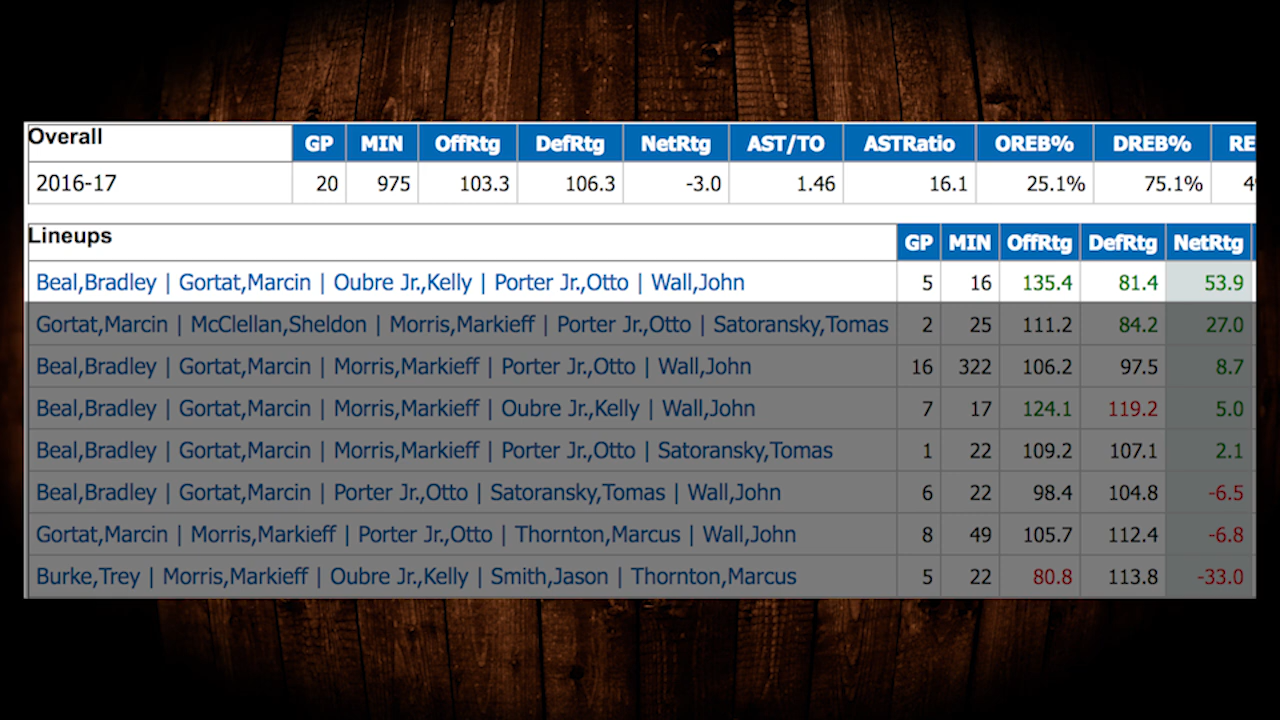 Overall GP MIN OffRtg DefRtg NetRtg AST/TO ASTRatio OREB% DREB% RE
2016-17 20 975 103.3 106.3 -3.0 1.46 16.1 25.1% 75.1%
Lineups GP MIN OffRtg DefRtg NetRtg
Beal,Bradley | Gortat,Marcin | Oubre Jr.,Kelly | Porter Jr.,Otto | Wall,John 5 16 135.4 81.4 53.9
Gortat,Marcin | McClellan,Sheldon | Morris,Markieff | Porter Jr.,Otto | Satoransky,Tomas 2 25 111.2 84.2 27.0
Beal,Bradley | Gortat,Marcin | Morris,Markieff | Porter Jr.,Otto | Wall,John 16 322 106.2 97.5 8.7
Beal,Bradley | Gortat,Marcin | Morris,Markieff | Oubre Jr.,Kelly | Wall,John 7 17 124.1 119.2 5.0
Beal,Bradley | Gortat,Marcin | Morris,Markieff | Porter Jr.,Otto | Satoransky,Tomas 1 22 109.2 107.1 2.1
Beal,Bradley | Gortat,Marcin | Porter Jr.,Otto | Satoransky,Tomas | Wall,John 6 22 98.4 104.8 -6.5
Gortat,Marcin | Morris,Markieff | Porter Jr.,Otto | Thornton,Marcus | Wall,John 8 49 105.7 112.4 -6.8
Burke,Trey | Morris,Markieff | Oubre Jr.,Kelly | Smith,Jason | Thornton,Marcus 5 22 80.8 113.8 -33.0